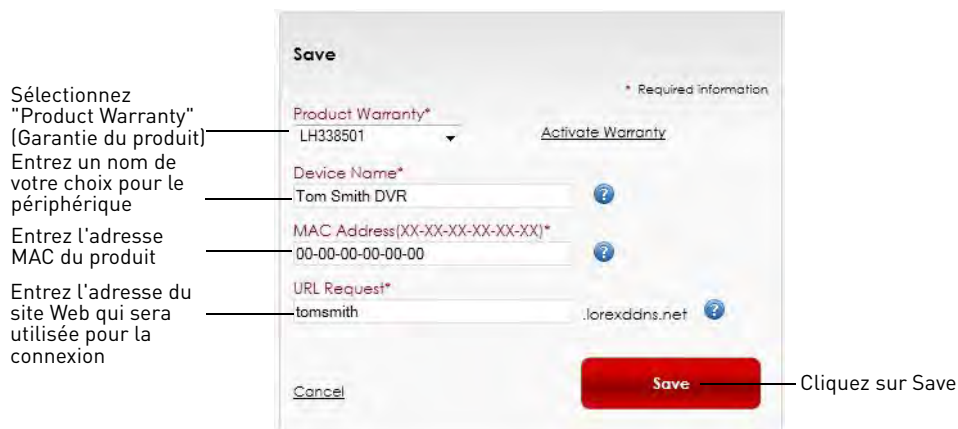 Save
* Required information
Sélectionnez
"Product Warranty"
(Garantie du produit)
Product Warranty*
LH338501
Activate Warranty
Entrez un nom de
votre choix pour le
périphérique
Device Name*
Tom Smith DVR
?
Entrez l'adresse
MAC du produit
MAC Address(XX-XX-XX-XX-XX-XX)*
00-00-00-00-00-00
?
Entrez l'adresse du
site Web qui sera
utilisée pour la
connexion
URL Request*
tomsmith
.lorexddns.net
?
Cancel
Save
Cliquez sur Save